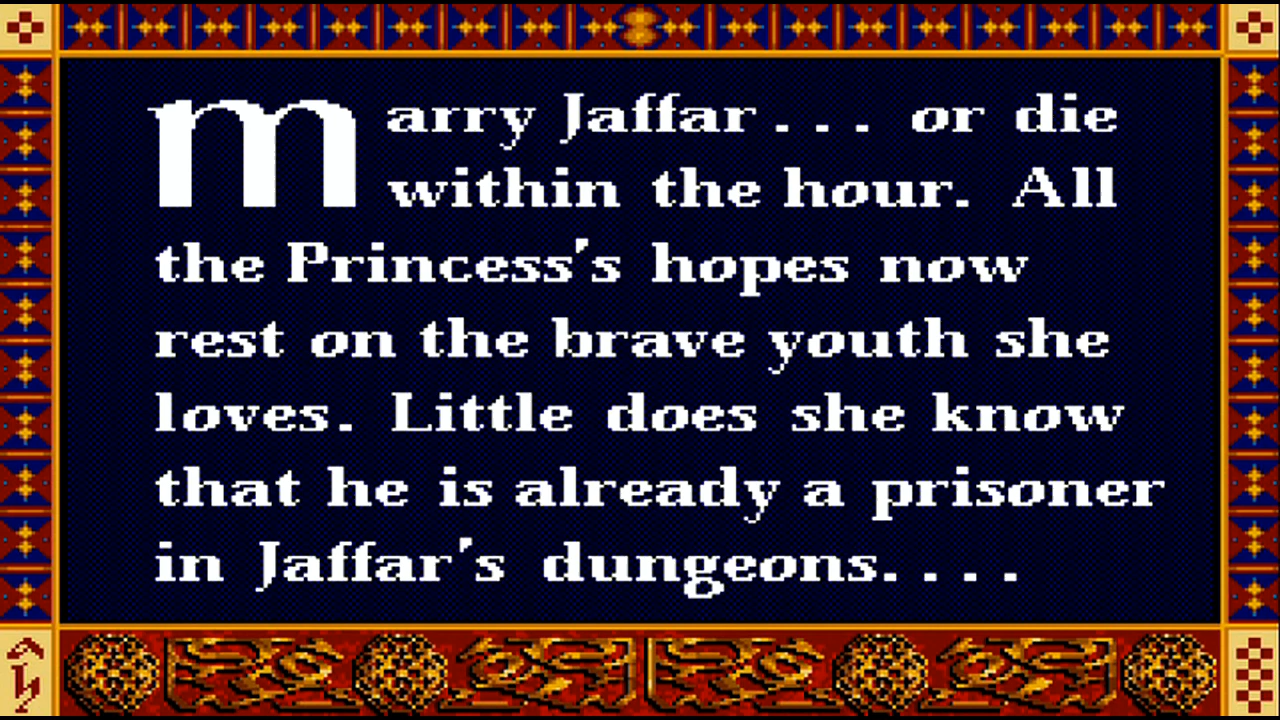 Marry Jaffar... or die
within the hour. All
the Princess's hopes now
rest on the brave youth she
loves. Little does she know
that he is already a prisoner
in Jaffar's dungeons....